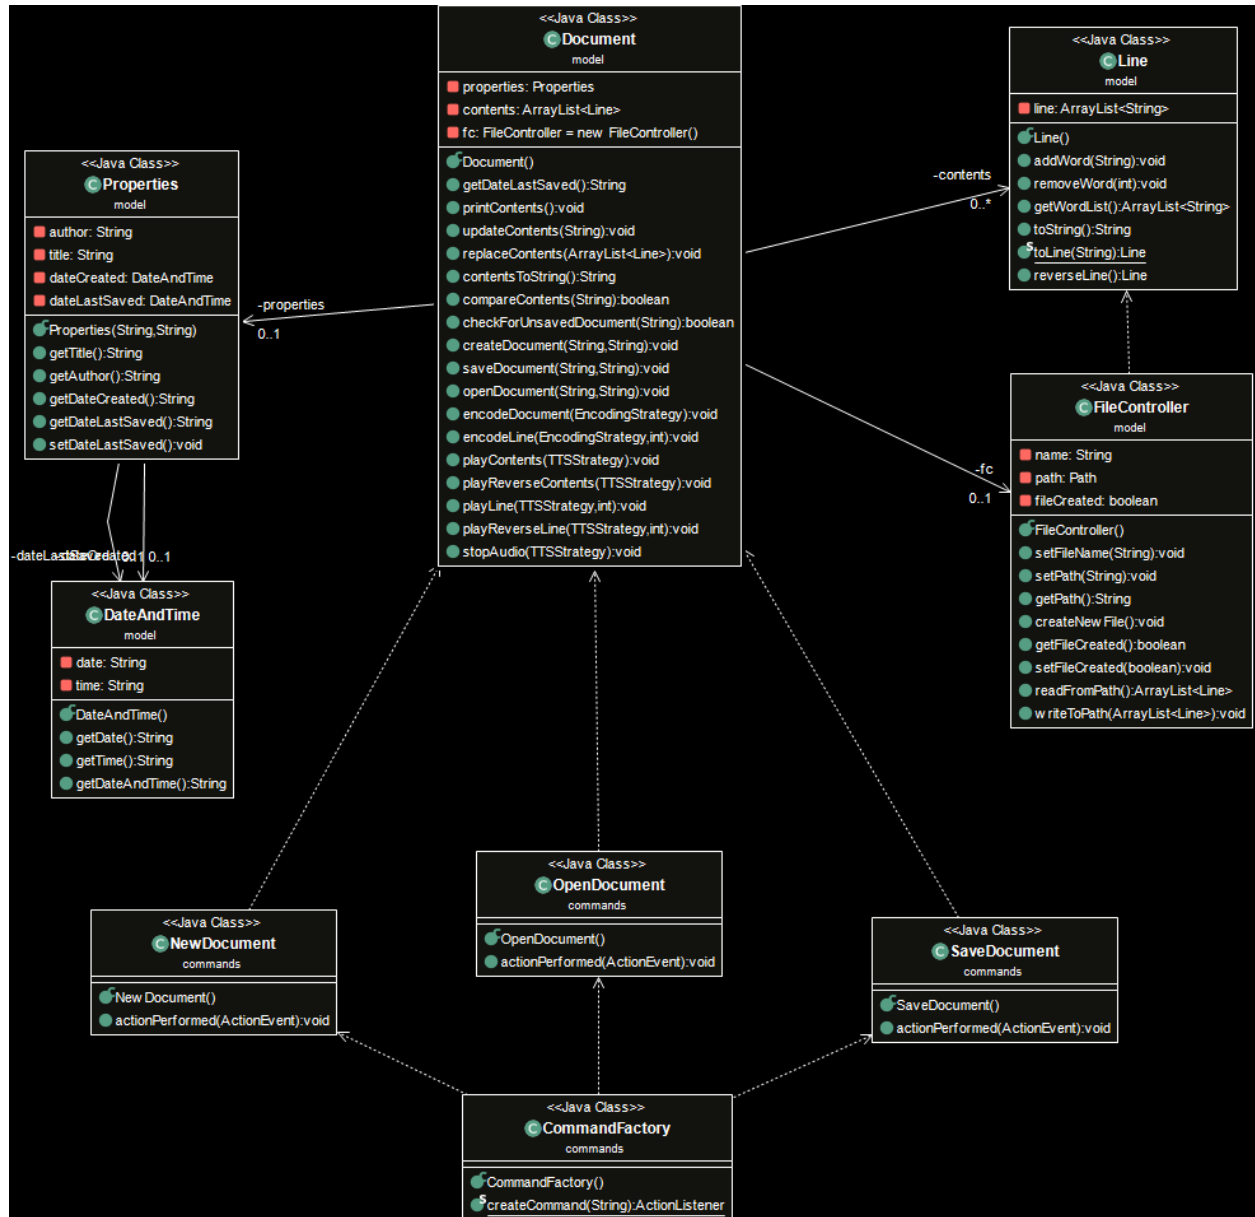 <<Java Class>>
Document
model
properties: Properties
contents: ArrayList<Line>
fc: FileController = new FileController()
Document()
getDateLastSaved():String
printContents():void
updateContents(String):void
replaceContents(ArrayList<Line>):void
contentsToString():String
compareContents(String):boolean
checkForUnsavedDocument(String):boolean
createDocument(String,String):void
saveDocument(String,String):void
openDocument(String,String):void
encodeDocument(EncodingStrategy):void
encodeLine(EncodingStrategy,int):void
playContents(TTSStrategy):void
playReverseContents(TTSStrategy):void
playLine(TTSStrategy,int):void
playReverseLine(TTSStrategy,int):void
stopAudio(TTSStrategy):void
<<Java Class>>
Line
model
line: ArrayList<String>
Line()
addWord(String):void
removeWord(int):void
getWordList():ArrayList<String>
toString():String
toLine(String):Line
reverseLine():Line
-contents
0..*
<<Java Class>>
Properties
model
author: String
title: String
dateCreated: DateAndTime
dateLastSaved: DateAndTime
Properties(String,String)
getTitle():String
getAuthor():String
getDateCreated():String
getDateLastSaved():String
setDateLastSaved():void
-properties
0..1
<<Java Class>>
FileController
model
name: String
path: Path
fileCreated: boolean
FileController()
setFileName(String):void
setPath(String):void
getPath():String
createNewFile():void
getFileCreated():boolean
setFileCreated(boolean):void
readFromPath():ArrayList<Line>
writeToPath(ArrayList<Line>):void
-fc
0..1
0..1
<<Java Class>>
DateAndTime
model
date: String
time: String
DateAndTime()
getDate():String
getTime():String
getDateAndTime():String
<<Java Class>>
OpenDocument
commands
OpenDocument()
actionPerformed(ActionEvent):void
<<Java Class>>
NewDocument
commands
NewDocument()
actionPerformed(ActionEvent):void
<<Java Class>>
SaveDocument
commands
SaveDocument()
actionPerformed(ActionEvent):void
<<Java Class>>
CommandFactory
commands
CommandFactory()
createCommand(String):ActionListener